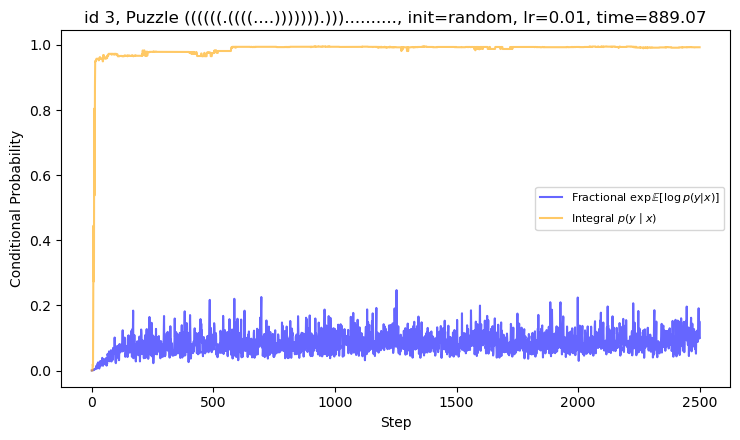 id 3, Puzzle ((((((.((((....))))))).)))).........., init=random, lr=0.01, time=889.07
Conditional Probability
1.0
0.8
0.6
0.4
0.2
0.0
Fractional exp𝔼[log p(y|x)]
Integral p(y | x)
0
500
1000
1500
2000
2500
Step